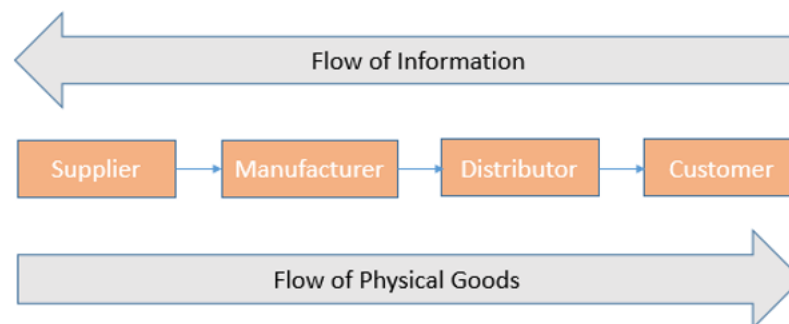 Flow of Information
Supplier
Manufacturer
Distributor
Customer
Flow of Physical Goods